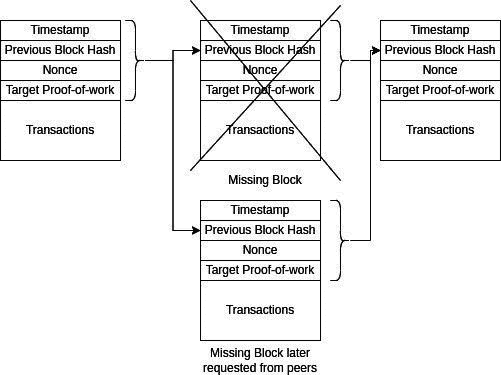 Timestamp
Previous Block Hash
Nonce
Target Proof-of-work
Transactions
Timestamp
Previous Block Hash
Nonce
Target Proof-of-work
Transactions
Missing Block
Timestamp
Previous Block Hash
Nonce
Target Proof-of-work
Transactions
Missing Block later
requested from peers
Timestamp
Previous Block Hash
Nonce
Target Proof-of-work
Transactions